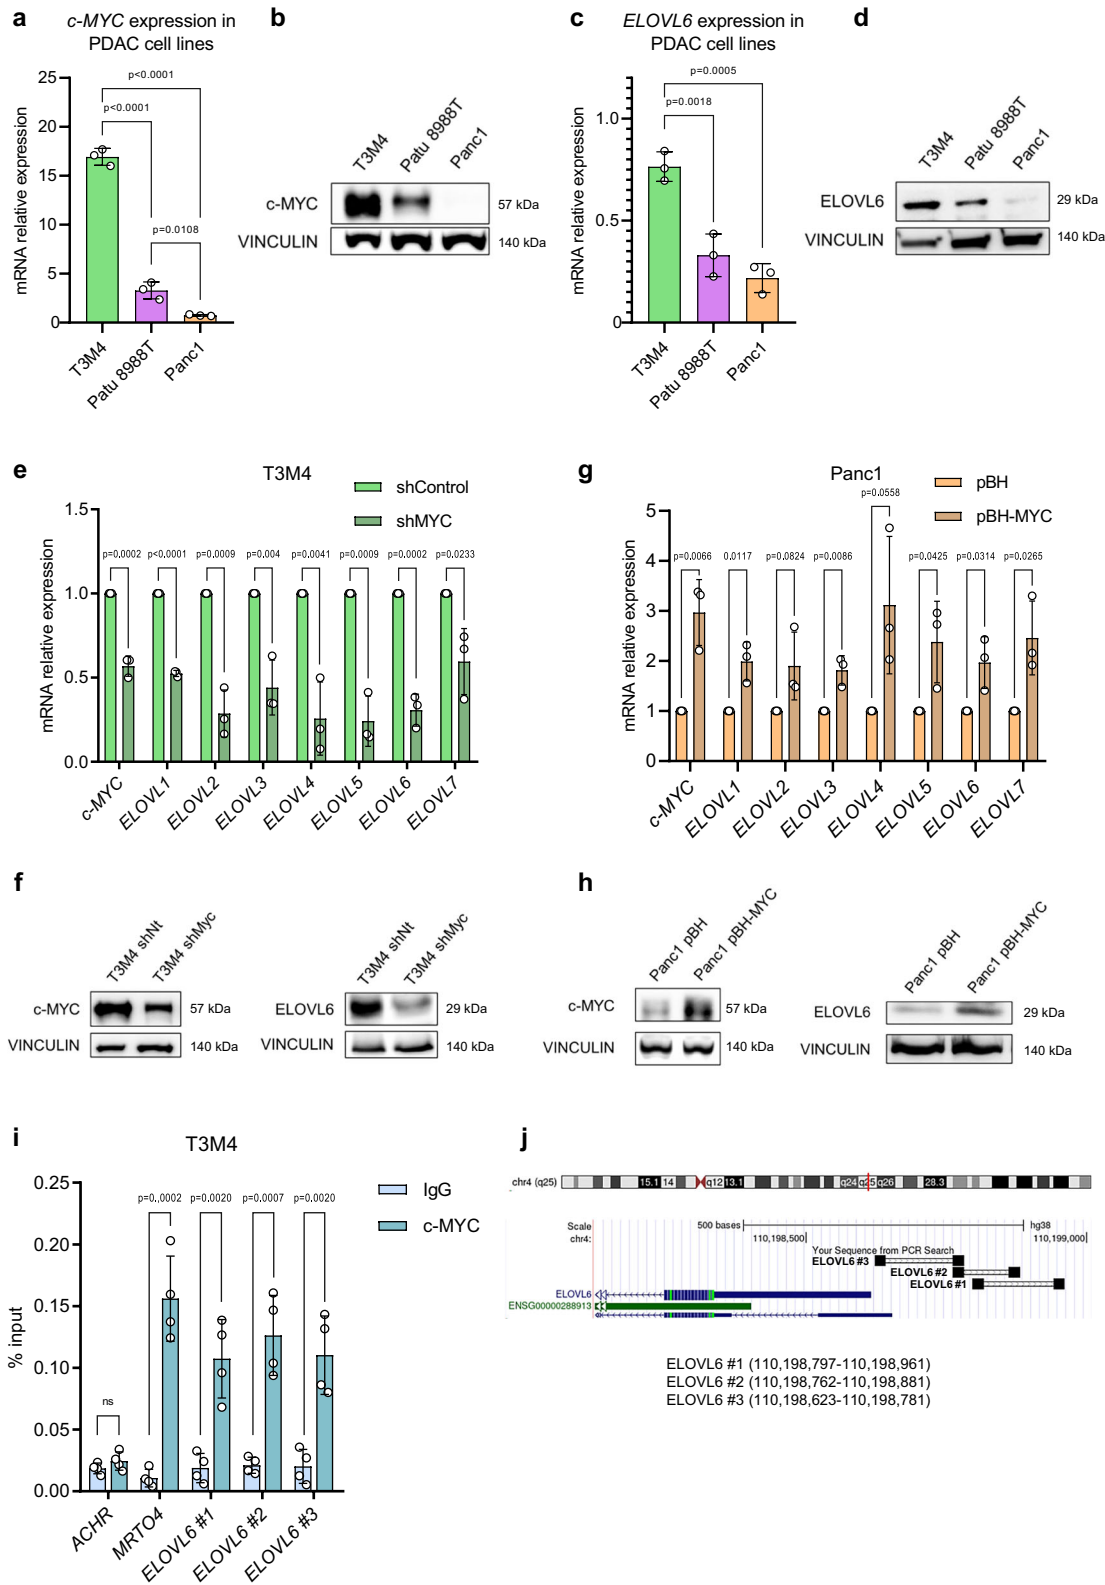 a
c-MYC expression in
PDAC cell lines
mRNA relative expression
25
20
15
10
5
0
p<0.0001
p<0.0001
p=0.0108
T3M4
Patu 8988T
Panc1
b
T3M4
Patu 8988T
Panc1
c-MYC
57 kDa
VINCULIN
140 kDa
c
ELOVL6 expression in
PDAC cell lines
mRNA relative expression
1.0
0.5
0
p=0.0005
p=0.0018
T3M4
Patu 8988T
Panc1
d
T3M4
Patu 8988T
Panc1
ELOVL6
29 kDa
VINCULIN
140 kDa
e
T3M4
shControl
shMYC
mRNA relative expression
1.5
1.0
0.5
0.0
p=0.0002
p<0.0001
p=0.0009
p=0.004
p=0.0041
p=0.0009
p=0.0002
p=0.0233
c-MYC
ELOVL1
ELOVL2
ELOVL3
ELOVL4
ELOVL5
ELOVL6
ELOVL7
g
Panc1
pBH
pBH-MYC
mRNA relative expression
5
4
3
2
1
0
p=0.0066
0.0117
p=0.0824
p=0.0086
p=0.0558
p=0.0425
p=0.0314
p=0.0265
c-MYC
ELOVL1
ELOVL2
ELOVL3
ELOVL4
ELOVL5
ELOVL6
ELOVL7
f
T3M4 shNt
T3M4 shMyc
c-MYC
57 kDa
VINCULIN
140 kDa
T3M4 shNt
T3M4 shMyc
ELOVL6
29 kDa
VINCULIN
140 kDa
h
Panc1 pBH
Panc1 pBH-MYC
c-MYC
57 kDa
VINCULIN
140 kDa
Panc1 pBH
Panc1 pBH-MYC
ELOVL6
29 kDa
VINCULIN
140 kDa
i
T3M4
IgG
c-MYC
% input
0.25
0.20
0.15
0.10
0.05
0.00
ns
p=0.,0002
p=0.0020
p=0.0007
p=0.0020
ACHR
MRTO4
ELOVL6 #1
ELOVL6 #2
ELOVL6 #3
j
chr4 (q25)
15.1 14 q12 13.1 q24 q25 q26 28.3
Scale 500 bases hg38
chr4: 110,198,500 110,199,000
Your Sequence from PCR Search
ELOVL6 #3
ELOVL6 #2
ELOVL6 #1
ELOVL6
ENSG00000288913
ELOVL6 #1 (110,198,797-110,198,961)
ELOVL6 #2 (110,198,762-110,198,881)
ELOVL6 #3 (110,198,623-110,198,781)